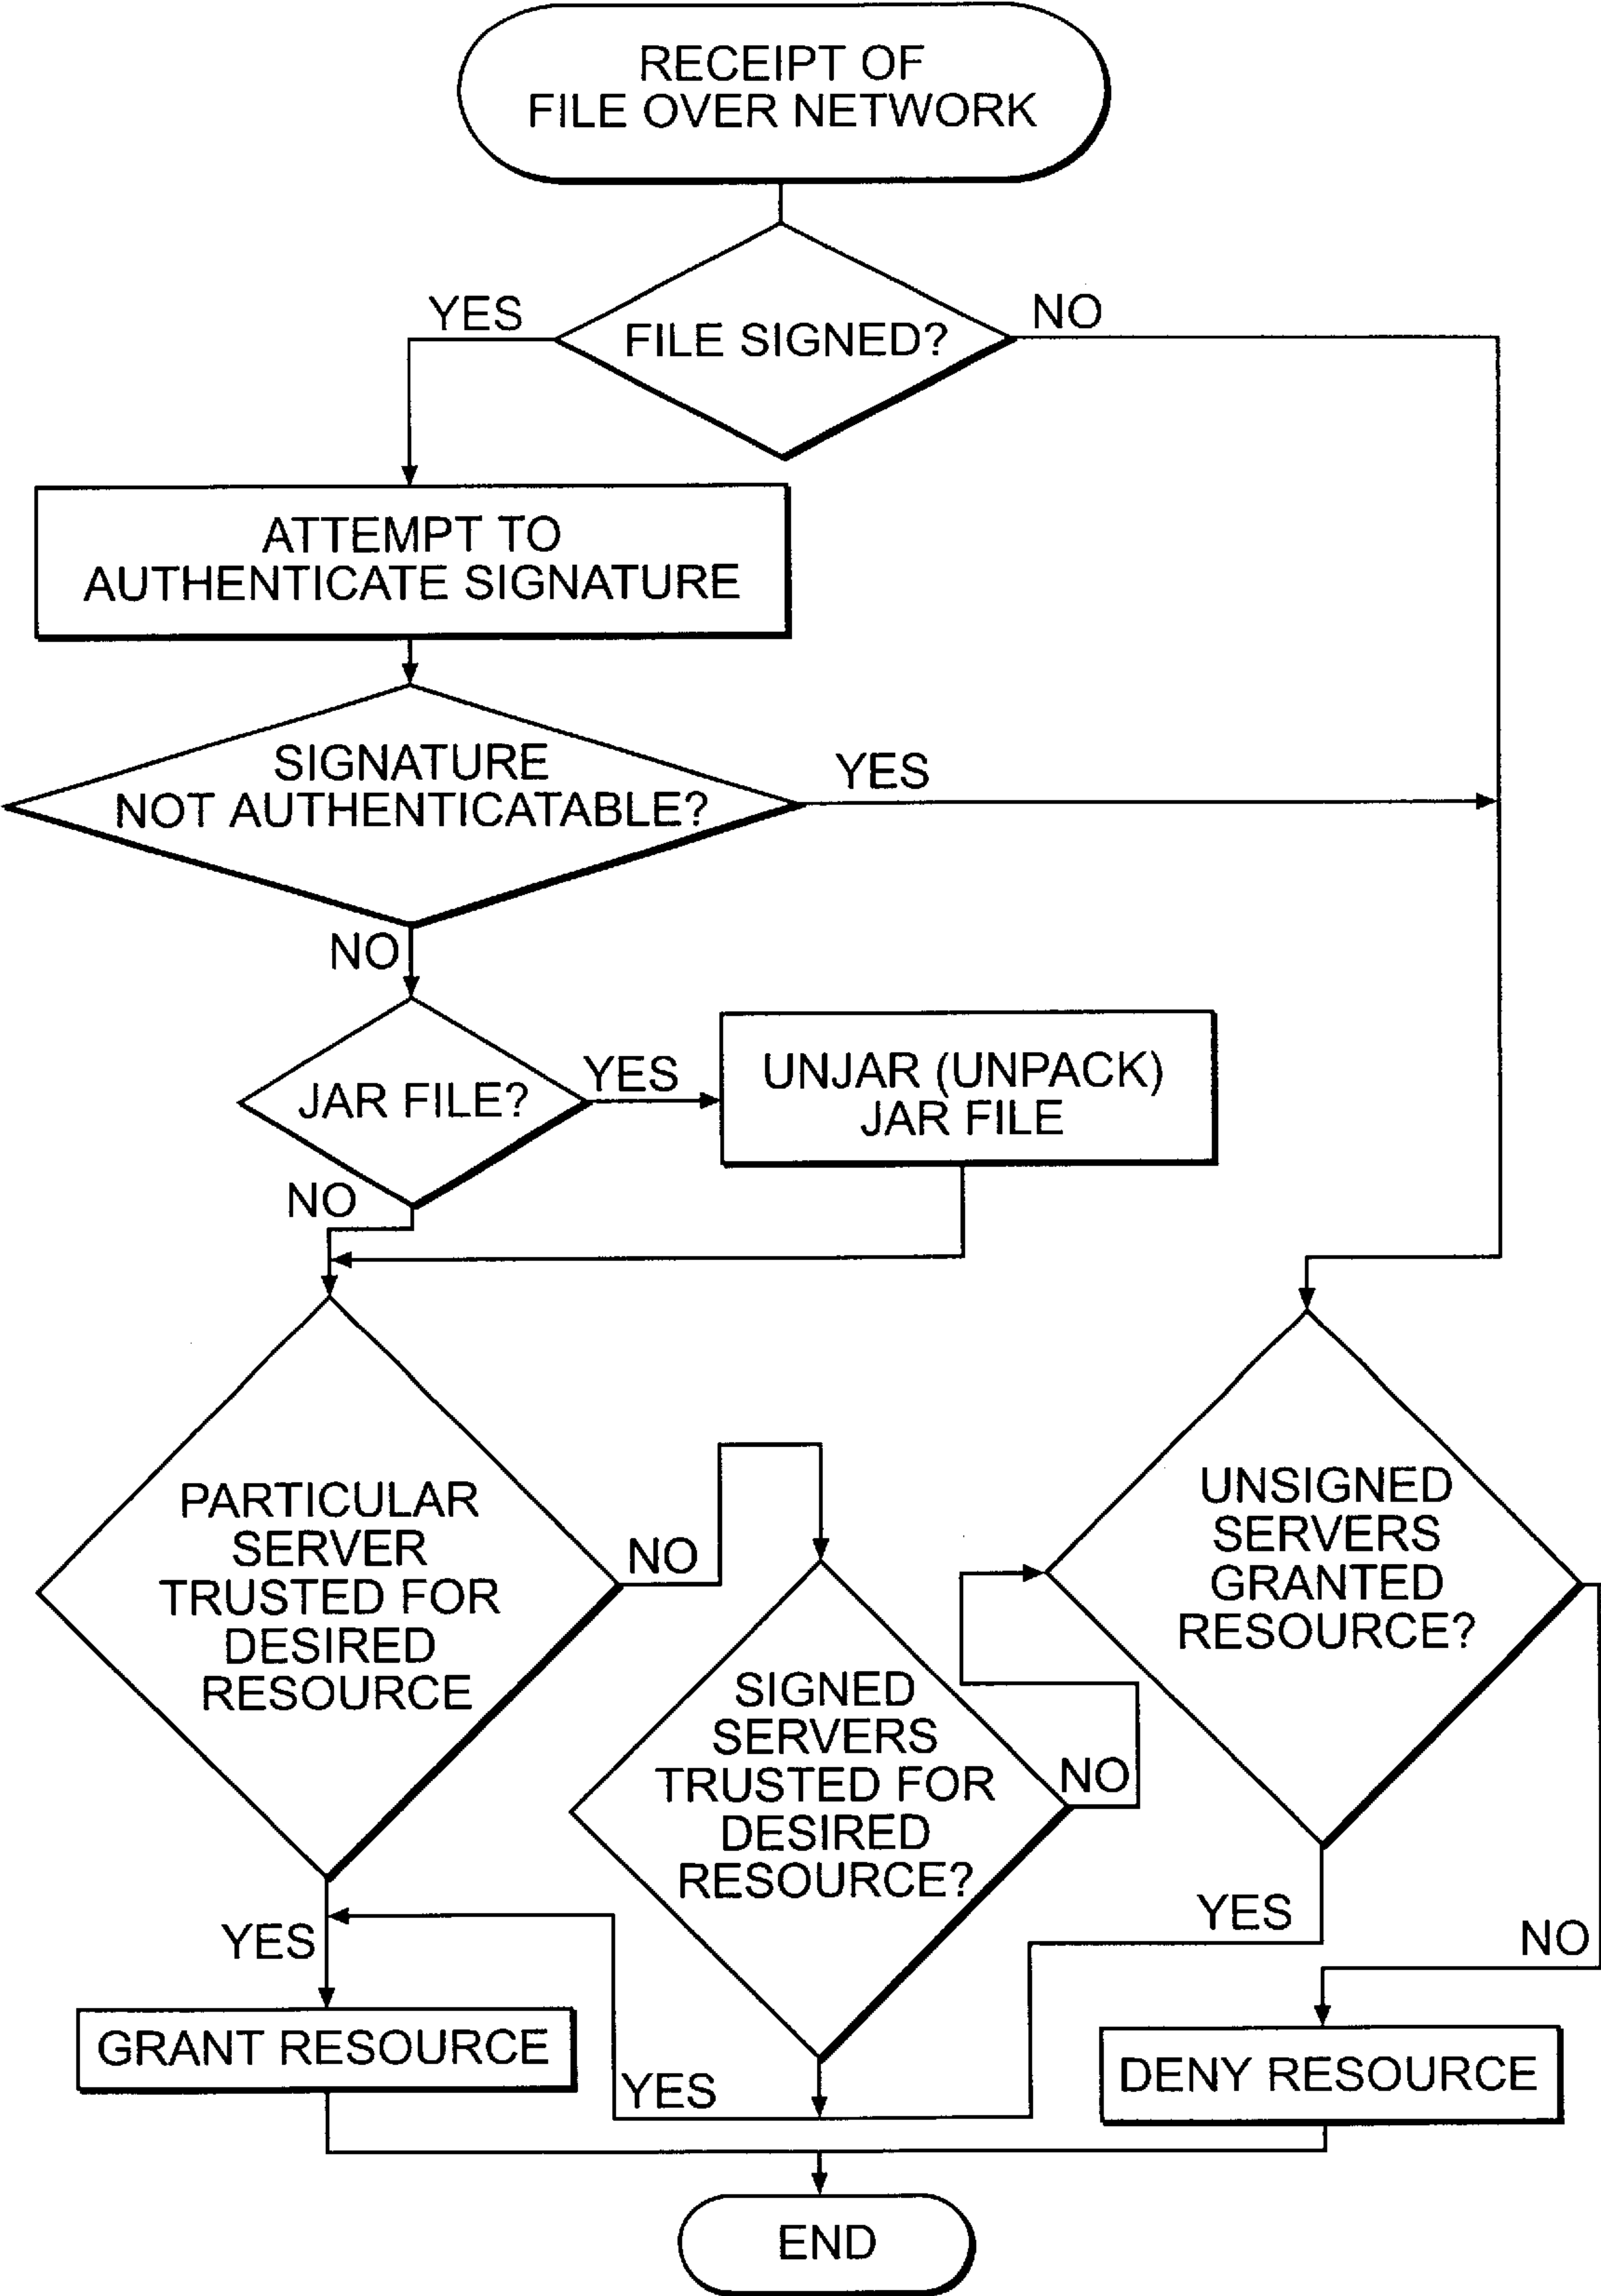 RECEIPT OF
FILE OVER NETWORK
YES
NO
FILE SIGNED?
ATTEMPT TO
AUTHENTICATE SIGNATURE
SIGNATURE
NOT AUTHENTICATABLE?
YES
NO
JAR FILE?
YES
UNJAR (UNPACK)
JAR FILE
NO
PARTICULAR
SERVER
TRUSTED FOR
DESIRED
RESOURCE
NO
SIGNED
SERVERS
TRUSTED FOR
DESIRED
RESOURCE?
NO
UNSIGNED
SERVERS
GRANTED
RESOURCE?
YES
YES
NO
GRANT RESOURCE
YES
DENY RESOURCE
END